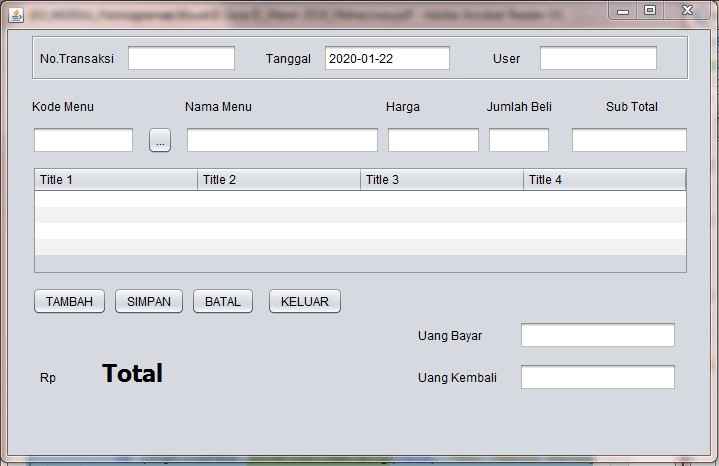 No.Transaksi Tanggal 2020-01-22 User
Kode Menu Nama Menu Harga Jumlah Beli Sub Total
...
Title 1 Title 2 Title 3 Title 4
TAMBAH SIMPAN BATAL KELUAR
Uang Bayar
Rp Total Uang Kembali